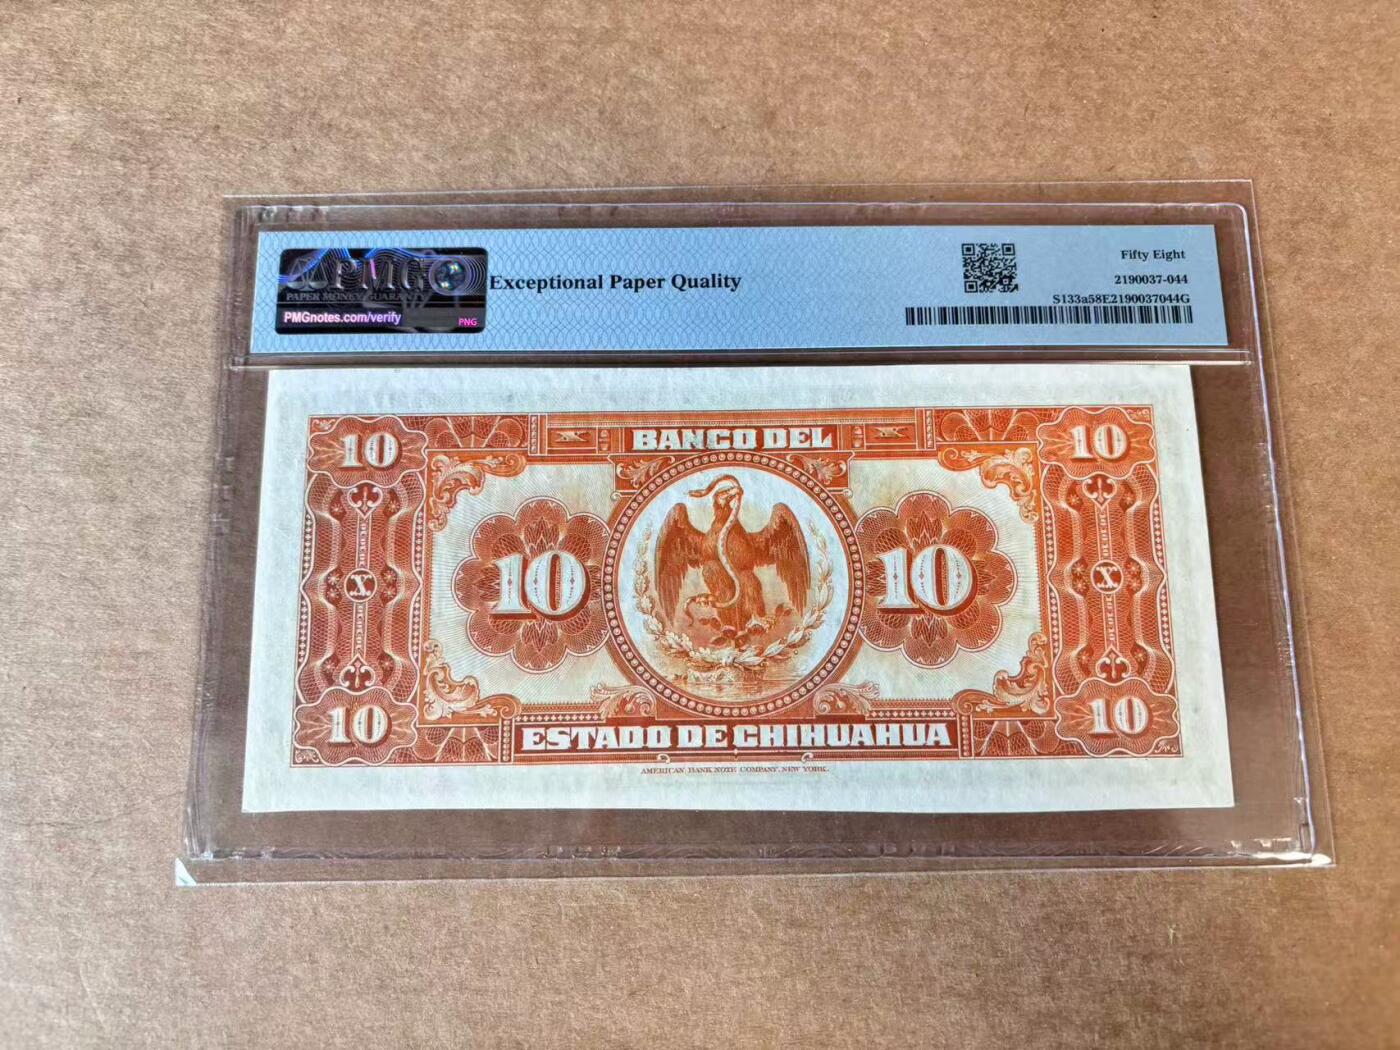 PMG
PAPER MONEY GUARANTY
PMGnotes.com/verify
PNG
Exceptional Paper Quality
Fifty Eight
2190037-044
S133a58E2190037044G
10
BANCO DEL
10
X
10
10
X
10
ESTADO DE CHIHUAHUA
10
AMERICAN BANK NOTE COMPANY, NEW YORK.